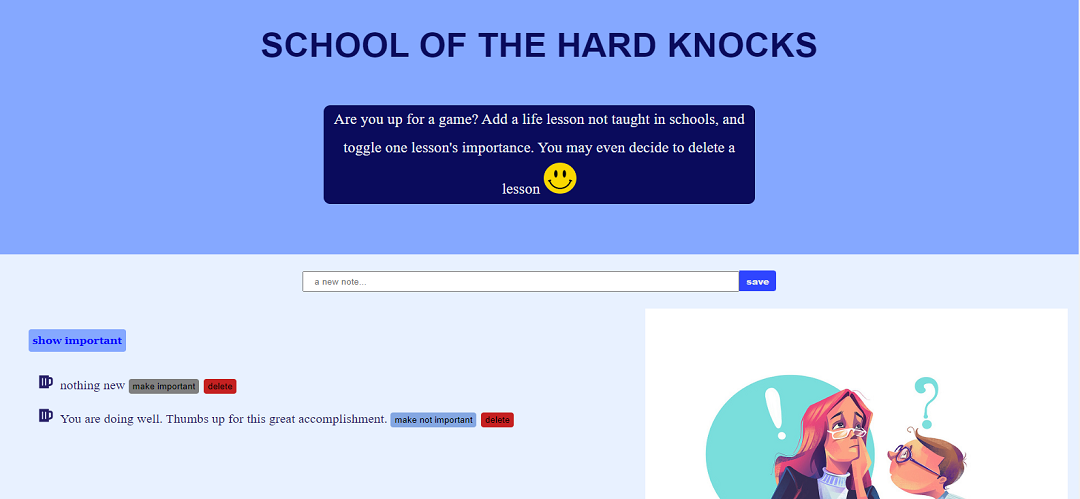 SCHOOL OF THE HARD KNOCKS
Are you up for a game? Add a life lesson not taught in schools, and
toggle one lesson's importance. You may even decide to delete a
lesson
a new note...
save
show important
nothing new make important delete
You are doing well. Thumbs up for this great accomplishment. make not important delete
! ?